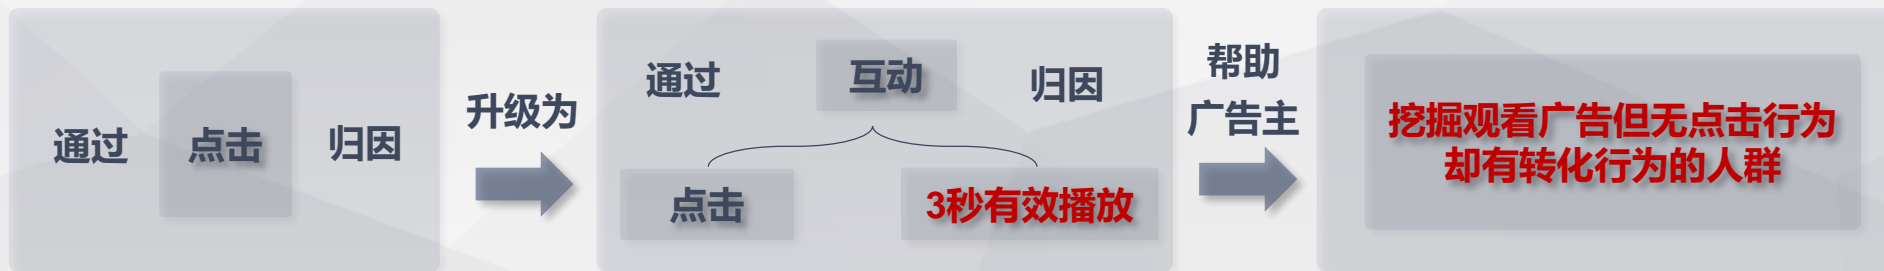 通过 点击 归因
升级为
通过 互动 归因
点击 3秒有效播放
帮助
广告主
挖掘观看广告但无点击行为
却有转化行为的人群